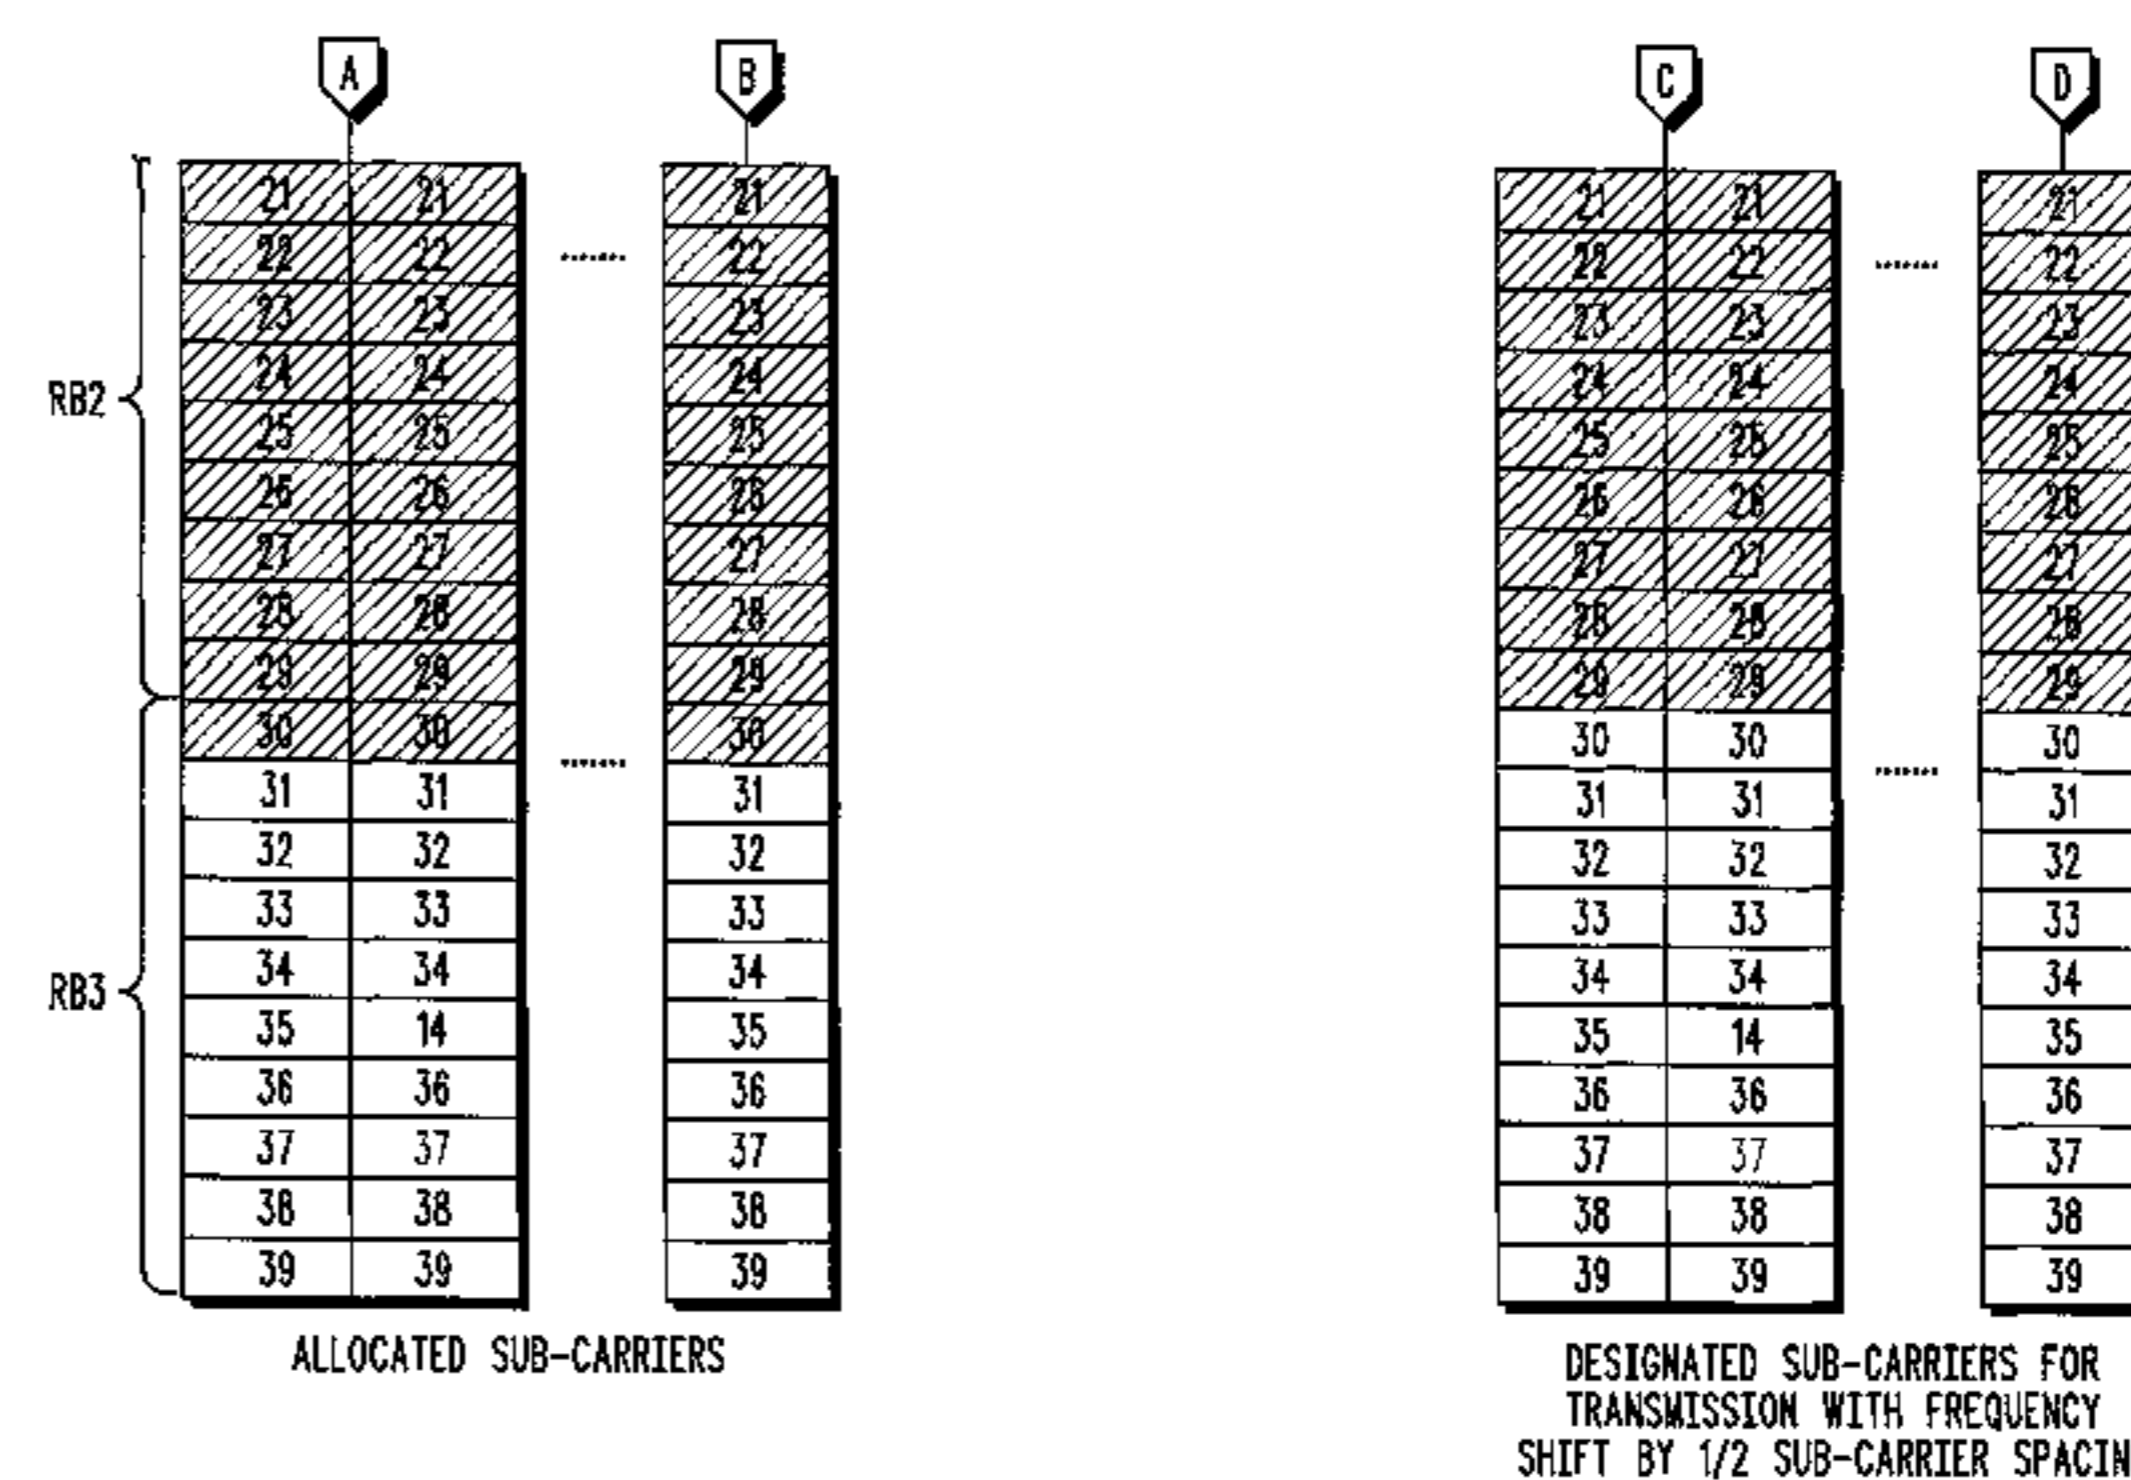 A B C D
21 21 21 21 21 21
22 22 ....... 22 22 22 ....... 22
23 23 23 23 23 23
24 24 24 24 24 24
RB2
25 25 25 25 25 25
26 26 26 26 26 26
27 27 27 27 27 27
28 28 28 28 28 28
29 29 29 29 29 29
30 30 ....... 30 30 30 ....... 30
31 31 31 31 31 31
32 32 32 32 32 32
33 33 33 33 33 33
34 34 34 34 34 34
RB3
35 14 35 35 14 35
36 36 36 36 36 36
37 37 37 37 37 37
38 38 38 38 38 38
39 39 39 39 39 39
ALLOCATED SUB-CARRIERS
DESIGNATED SUB-CARRIERS FOR
TRANSMISSION WITH FREQUENCY
SHIFT BY 1/2 SUB-CARRIER SPACIN